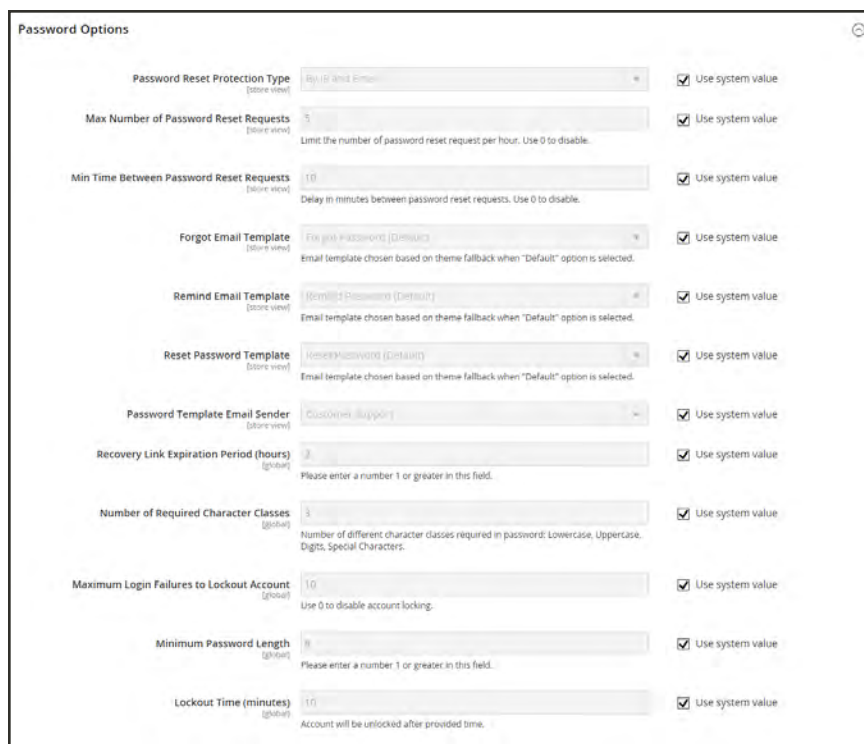 Password Options
Password Reset Protection Type
[store view]
By IP and Email
Use system value
Max Number of Password Reset Requests
[store view]
5
Use system value
Limit the number of password reset request per hour. Use 0 to disable.
Min Time Between Password Reset Requests
[store view]
10
Use system value
Delay in minutes between password reset requests. Use 0 to disable.
Forgot Email Template
[store view]
Forgot Password (Default)
Use system value
Email template chosen based on theme fallback when "Default" option is selected.
Remind Email Template
[store view]
Remind Password (Default)
Use system value
Email template chosen based on theme fallback when "Default" option is selected.
Reset Password Template
[store view]
Reset Password (Default)
Use system value
Email template chosen based on theme fallback when "Default" option is selected.
Password Template Email Sender
[store view]
Customer Support
Use system value
Recovery Link Expiration Period (hours)
[global]
Use system value
Please enter a number 1 or greater in this field.
Number of Required Character Classes
[global]
3
Use system value
Number of different character classes required in password: Lowercase, Uppercase,
Digits, Special Characters.
Maximum Login Failures to Lockout Account
[global]
10
Use system value
Use 0 to disable account locking.
Minimum Password Length
[global]
Use system value
Please enter a number 1 or greater in this field.
Lockout Time (minutes)
[global]
10
Use system value
Account will be unlocked after provided time.